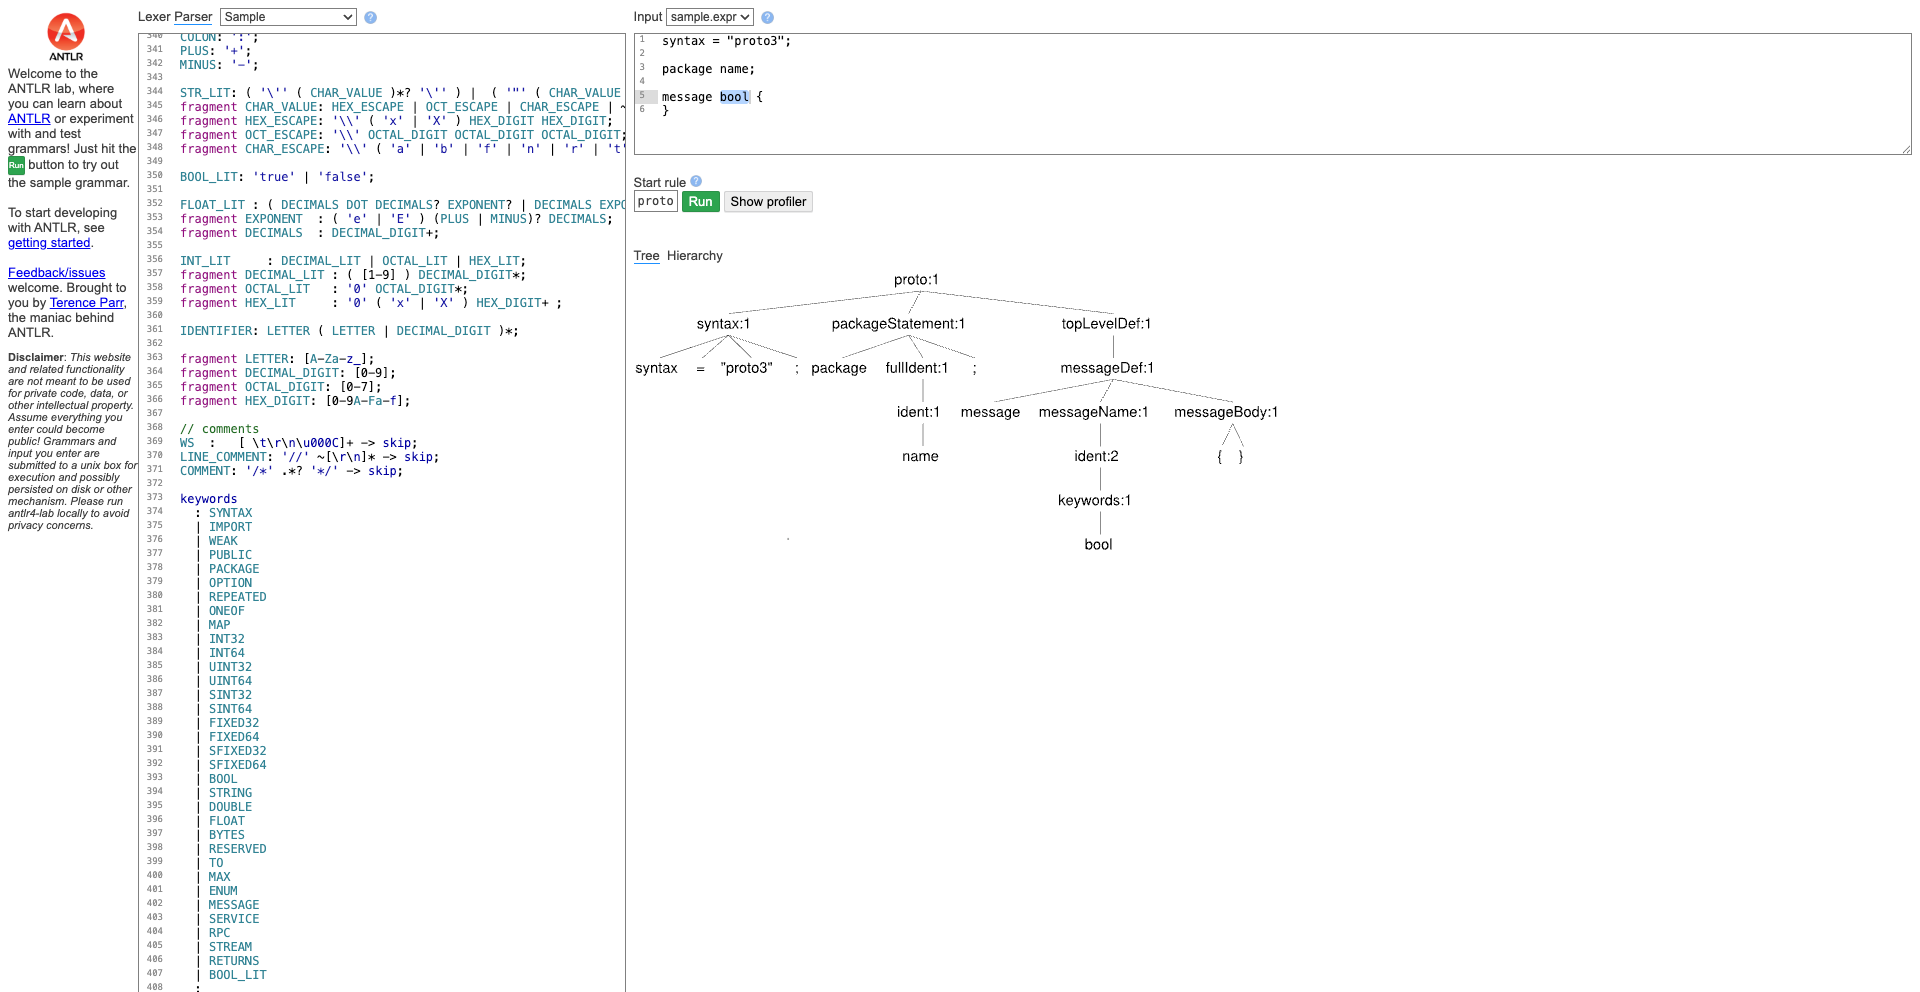 ANTLR
Welcome to the
ANTLR lab, where
you can learn about
ANTLR or experiment
with and test
grammars! Just hit the
Run button to try out
the sample grammar.
To start developing
with ANTLR, see
getting started.
Feedback/issues
welcome. Brought to
you by Terence Parr,
the maniac behind
ANTLR.
Disclaimer: This website
and related functionality
are not meant to be used
for private code, data, or
other intellectual property.
Assume everything you
enter could become
public! Grammars and
input you enter are
submitted to a unix box for
execution and possibly
persisted on disk or other
mechanism. Please run
antlr4-lab locally to avoid
privacy concerns.
Lexer Parser Sample ?
340 COLON: ':';
341 PLUS: '+';
342 MINUS: '-';
343
344 STR_LIT: ( '\'' ( CHAR_VALUE )*? '\'' ) | ( '"' ( CHAR_VALUE
345 fragment CHAR_VALUE: HEX_ESCAPE | OCT_ESCAPE | CHAR_ESCAPE | ~
346 fragment HEX_ESCAPE: '\\' ( 'x' | 'X' ) HEX_DIGIT HEX_DIGIT;
347 fragment OCT_ESCAPE: '\\' OCTAL_DIGIT OCTAL_DIGIT OCTAL_DIGIT;
348 fragment CHAR_ESCAPE: '\\' ( 'a' | 'b' | 'f' | 'n' | 'r' | 't'
349
350 BOOL_LIT: 'true' | 'false';
351
352 FLOAT_LIT : ( DECIMALS DOT DECIMALS? EXPONENT? | DECIMALS EXPO
353 fragment EXPONENT : ( 'e' | 'E' ) (PLUS | MINUS)? DECIMALS;
354 fragment DECIMALS : DECIMAL_DIGIT+;
355
356 INT_LIT : DECIMAL_LIT | OCTAL_LIT | HEX_LIT;
357 fragment DECIMAL_LIT : ( [1-9] ) DECIMAL_DIGIT*;
358 fragment OCTAL_LIT : '0' OCTAL_DIGIT*;
359 fragment HEX_LIT : '0' ( 'x' | 'X' ) HEX_DIGIT+ ;
360
361 IDENTIFIER: LETTER ( LETTER | DECIMAL_DIGIT )*;
362
363 fragment LETTER: [A-Za-z_];
364 fragment DECIMAL_DIGIT: [0-9];
365 fragment OCTAL_DIGIT: [0-7];
366 fragment HEX_DIGIT: [0-9A-Fa-f];
367
368 // comments
369 WS : [ \t\r\n\u000C]+ -> skip;
370 LINE_COMMENT: '//' ~[\r\n]* -> skip;
371 COMMENT: '/*' .*? '*/' -> skip;
372
373 keywords
374 : SYNTAX
375 | IMPORT
376 | WEAK
377 | PUBLIC
378 | PACKAGE
379 | OPTION
380 | REPEATED
381 | ONEOF
382 | MAP
383 | INT32
384 | INT64
385 | UINT32
386 | UINT64
387 | SINT32
388 | SINT64
389 | FIXED32
390 | FIXED64
391 | SFIXED32
392 | SFIXED64
393 | BOOL
394 | STRING
395 | DOUBLE
396 | FLOAT
397 | BYTES
398 | RESERVED
399 | TO
400 | MAX
401 | ENUM
402 | MESSAGE
403 | SERVICE
404 | RPC
405 | STREAM
406 | RETURNS
407 | BOOL_LIT
408 ;
Input sample.expr ?
1 syntax = "proto3";
2
3 package name;
4
5 message bool {
6 }
Start rule ?
proto Run Show profiler
Tree Hierarchy
proto:1
syntax:1 packageStatement:1 topLevelDef:1
syntax = "proto3" ; package fullIdent:1 ; messageDef:1
ident:1 message messageName:1 messageBody:1
name ident:2 { }
keywords:1
bool